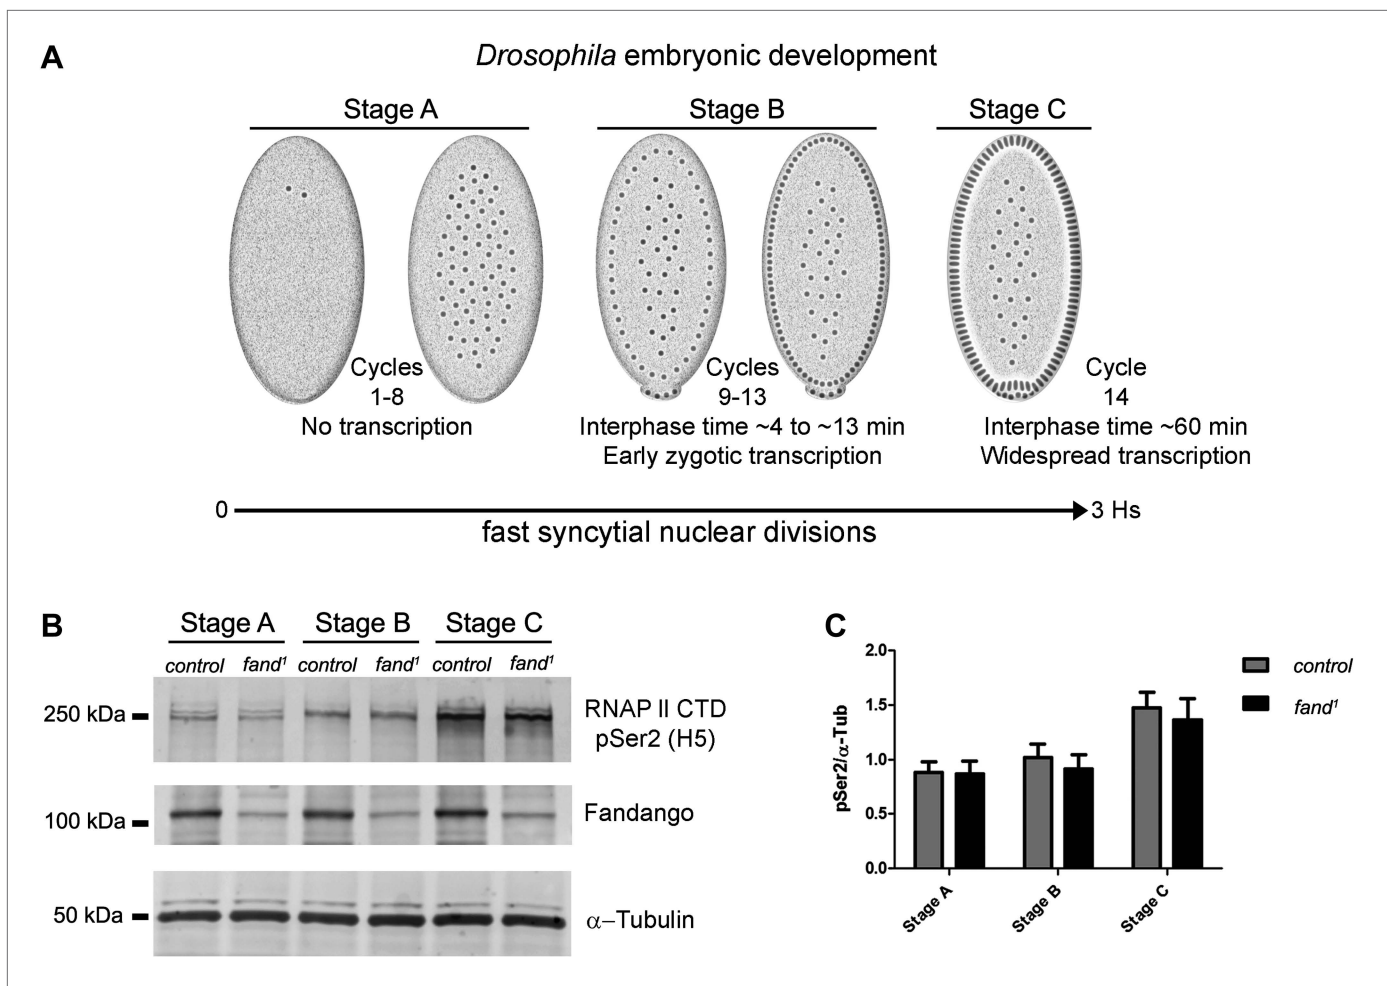 A
Drosophila embryonic development
Stage A
Stage B
Stage C
Cycles
1-8
No transcription
Cycles
9-13
Interphase time ~4 to ~13 min
Early zygotic transcription
Cycle
14
Interphase time ~60 min
Widespread transcription
0
3 Hs
fast syncytial nuclear divisions
B
Stage A
Stage B
Stage C
control
fand¹
control
fand¹
control
fand¹
250 kDa
RNAP II CTD
pSer2 (H5)
100 kDa
Fandango
50 kDa
α–Tubulin
C
pSer2/α-Tub
2.0
1.5
1.0
0.5
0.0
Stage A
Stage B
Stage C
control
fand¹